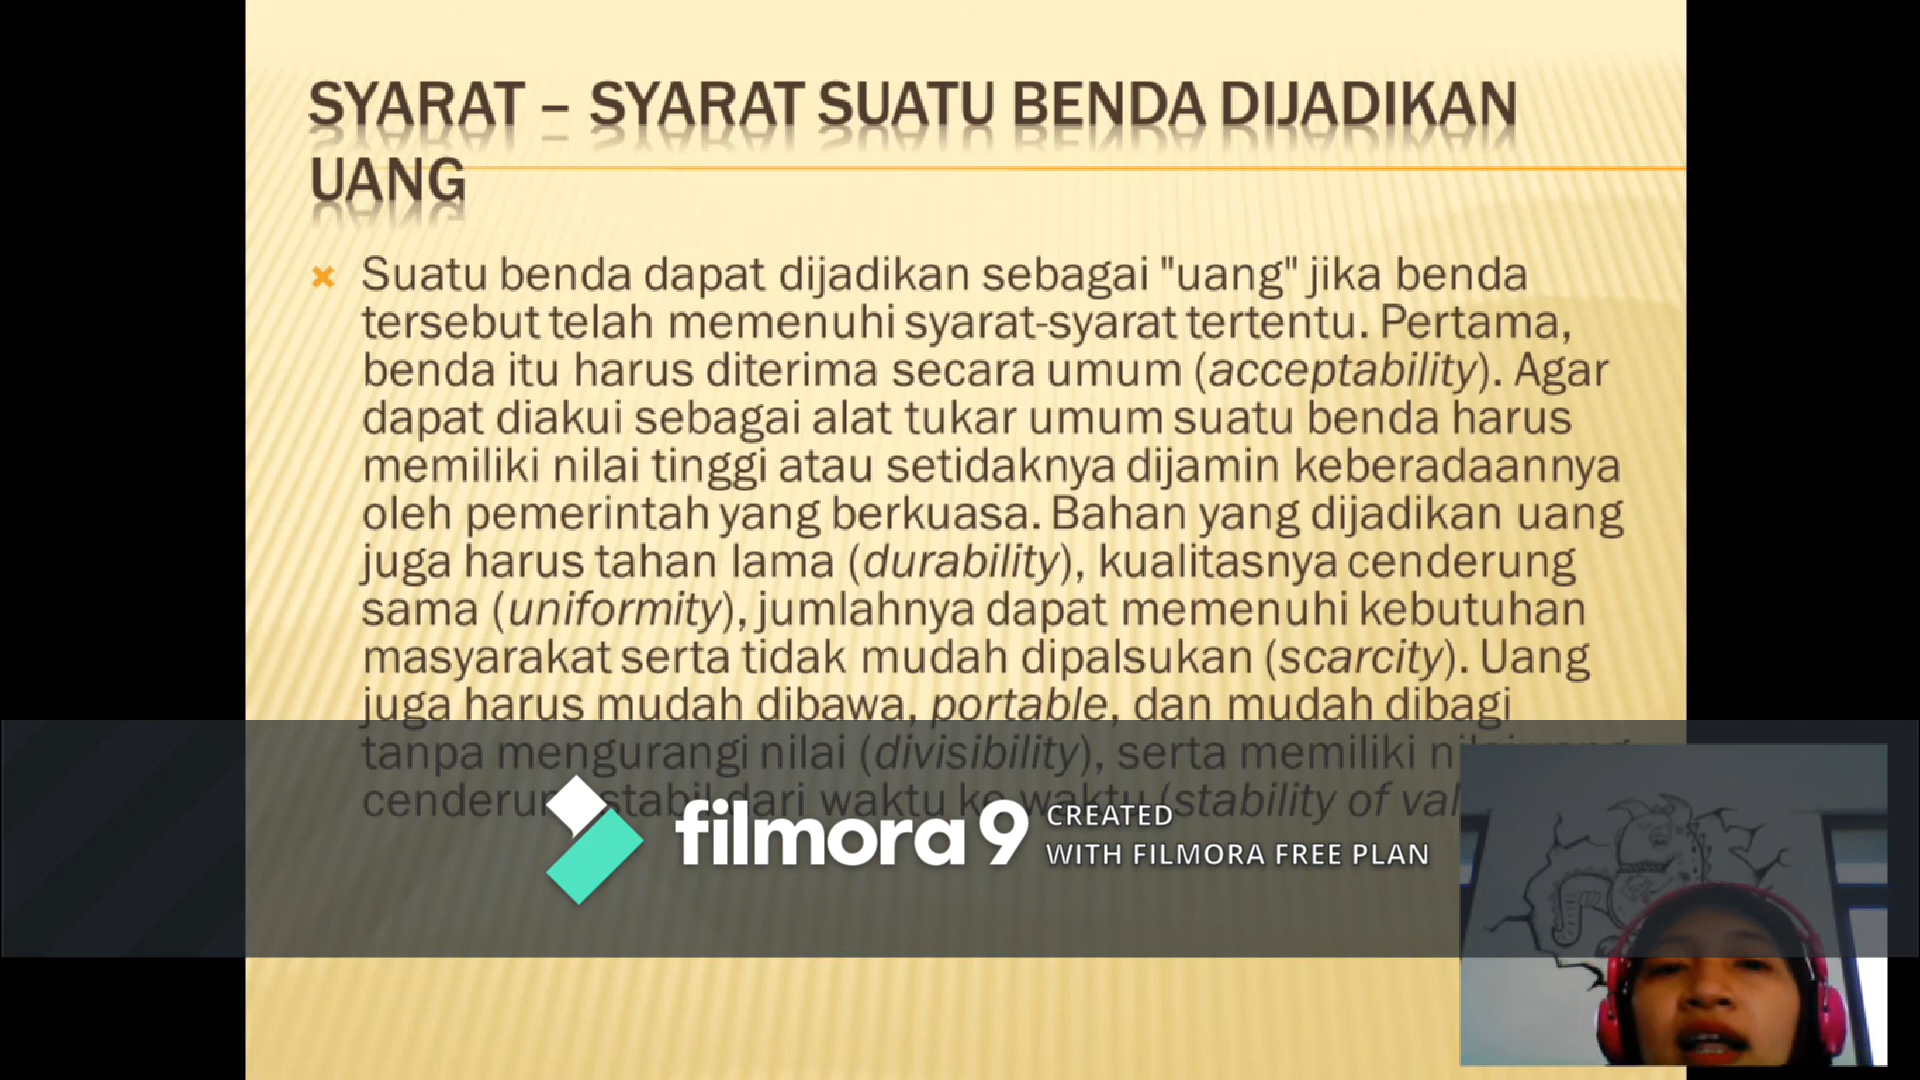 SYARAT – SYARAT SUATU BENDA DIJADIKAN
UANG
Suatu benda dapat dijadikan sebagai "uang" jika benda
tersebut telah memenuhi syarat-syarat tertentu. Pertama,
benda itu harus diterima secara umum (acceptability). Agar
dapat diakui sebagai alat tukar umum suatu benda harus
memiliki nilai tinggi atau setidaknya dijamin keberadaannya
oleh pemerintah yang berkuasa. Bahan yang dijadikan uang
juga harus tahan lama (durability), kualitasnya cenderung
sama (uniformity), jumlahnya dapat memenuhi kebutuhan
masyarakat serta tidak mudah dipalsukan (scarcity). Uang
juga harus mudah dibawa, portable, dan mudah dibagi
tanpa mengurangi nilai (divisibility), serta memiliki
stabil dari waktu ke waktu (stability of
filmora9
CREATED
WITH FILMORA FREE PLAN